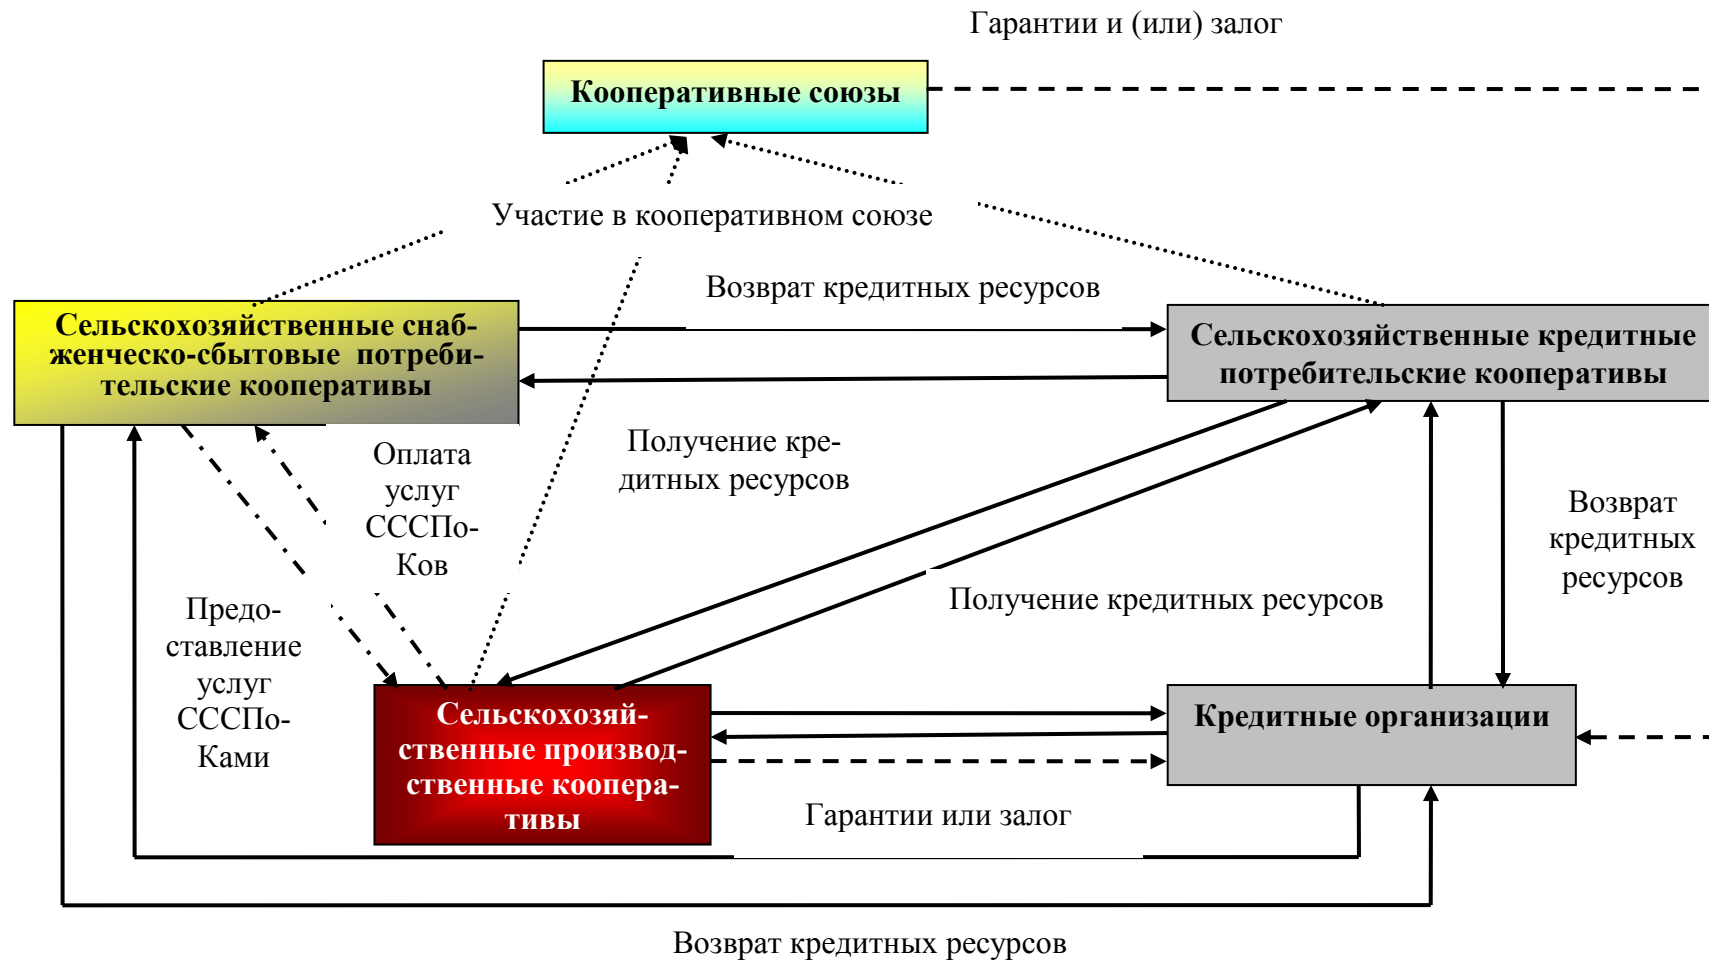 Гарантии и (или) залог
Кооперативные союзы
Участие в кооперативном союзе
Возврат кредитных ресурсов
Сельскохозяйственные снаб-
женческо-сбытовые потреби-
тельские кооперативы
Сельскохозяйственные кредитные
потребительские кооперативы
Оплата
услуг
СССПо-
Ков
Получение кре-
дитных ресурсов
Возврат
кредитных
ресурсов
Получение кредитных ресурсов
Предо-
ставление
услуг
СССПо-
Ками
Сельскохозяй-
ственные производ-
ственные коопера-
тивы
Кредитные организации
Гарантии или залог
Возврат кредитных ресурсов